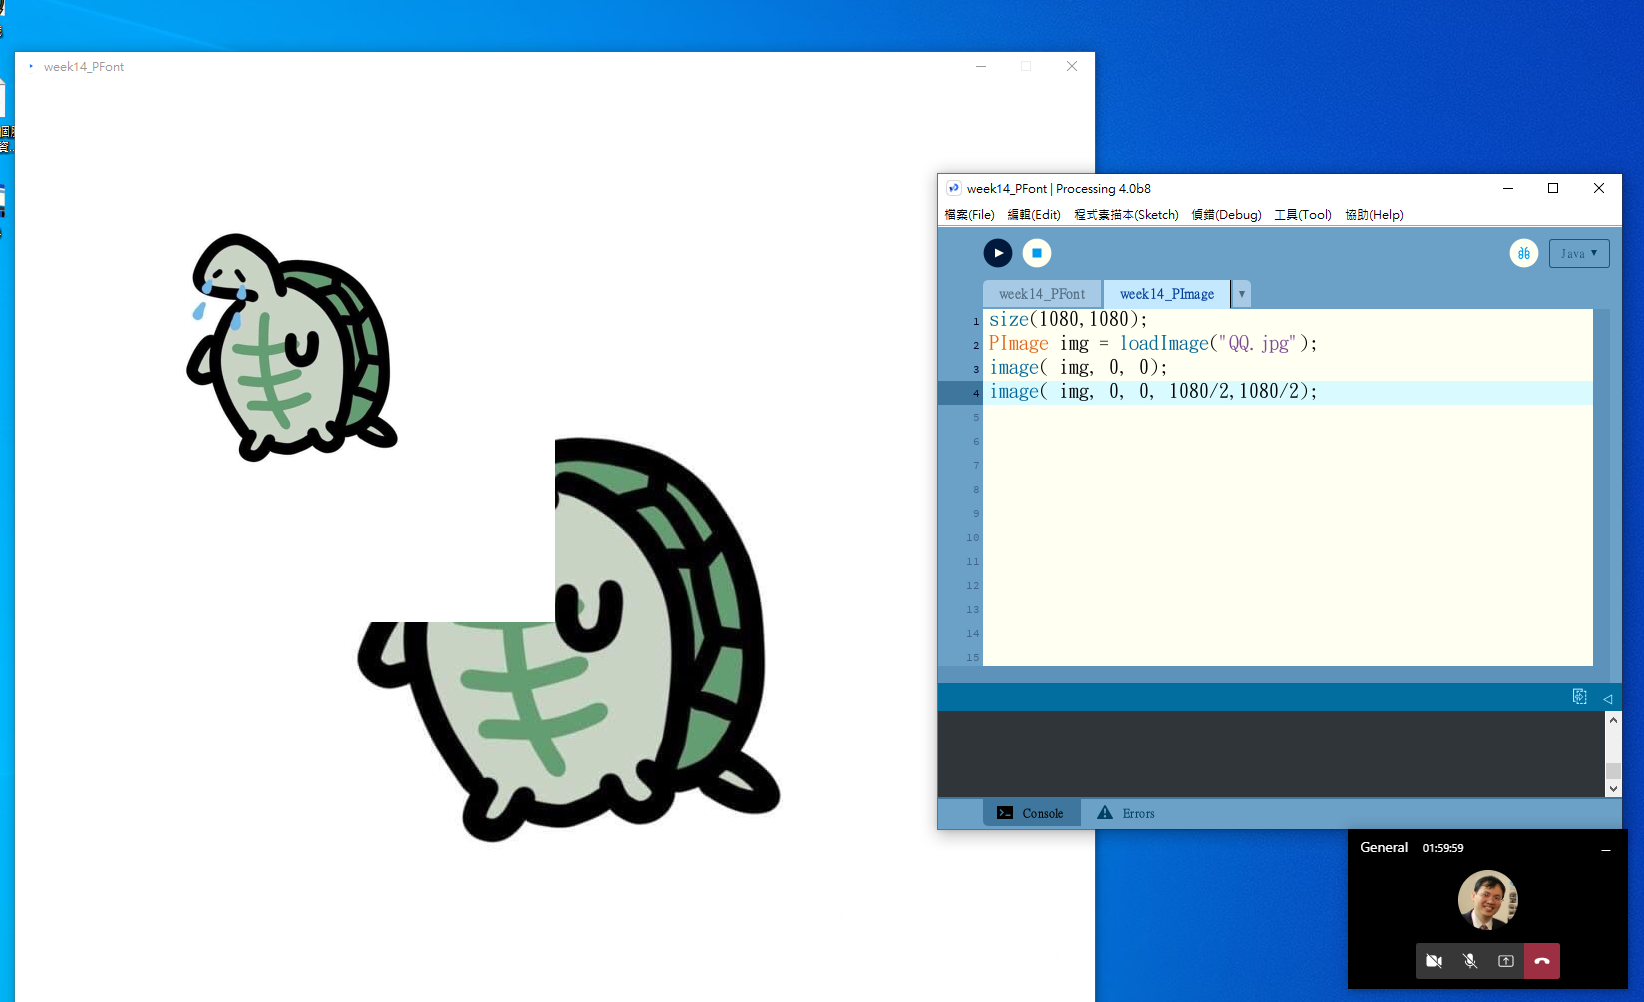 個
資...
week14_PFont
week14_PFont | Processing 4.0b8
檔案(File) 編輯(Edit) 程式素描本(Sketch) 偵錯(Debug) 工具(Tool) 協助(Help)
Java ▼
week14_PFont week14_PImage ▼
1 size(1080,1080);
2 PImage img = loadImage("QQ.jpg");
3 image( img, 0, 0);
4 image( img, 0, 0, 1080/2,1080/2);
5
6
7
8
9
10
11
12
13
14
15
Console Errors
General 01:59:59